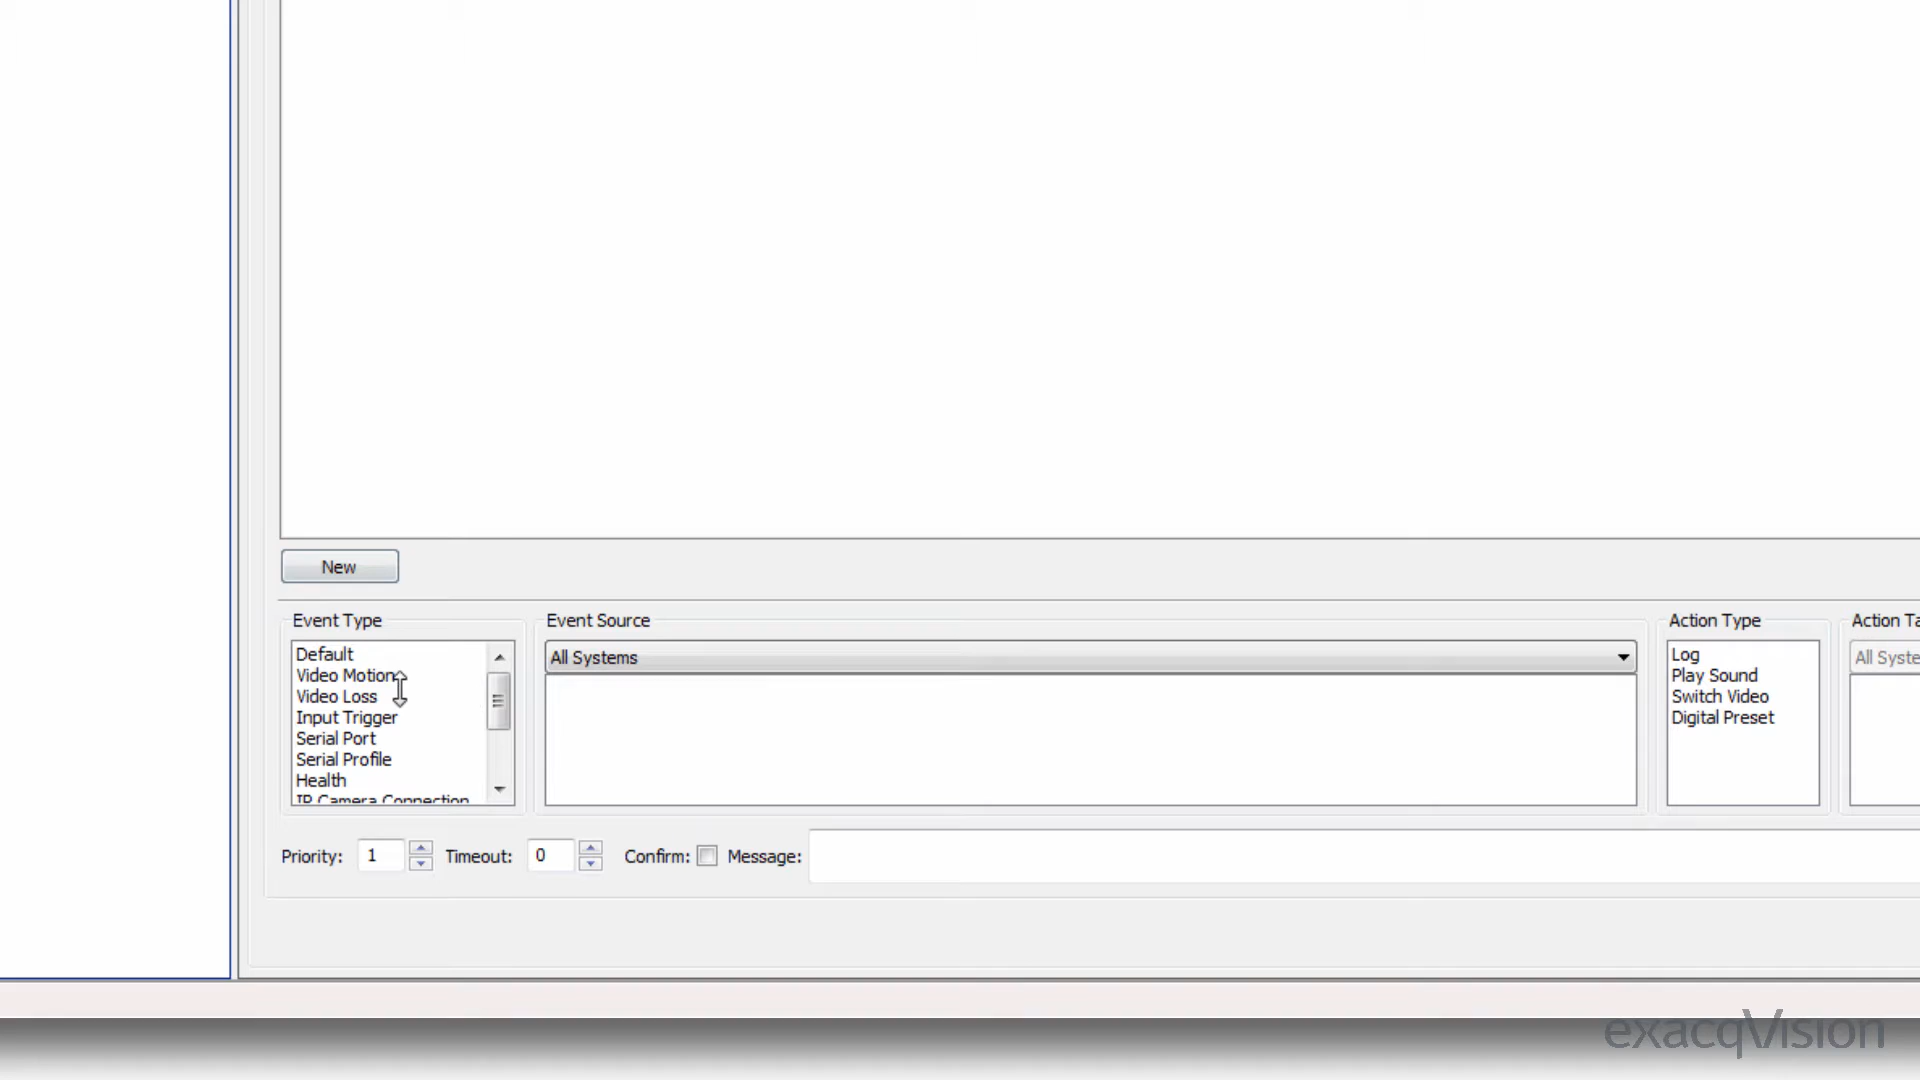 New
Event Type
Event Source
Action Type
Action Ta
Default
Video Motion
Video Loss
Input Trigger
Serial Port
Serial Profile
Health
IP Camera Connection
All Systems
Log
Play Sound
Switch Video
Digital Preset
All Syste
Priority: 1 Timeout: 0 Confirm: Message:
exacqVision